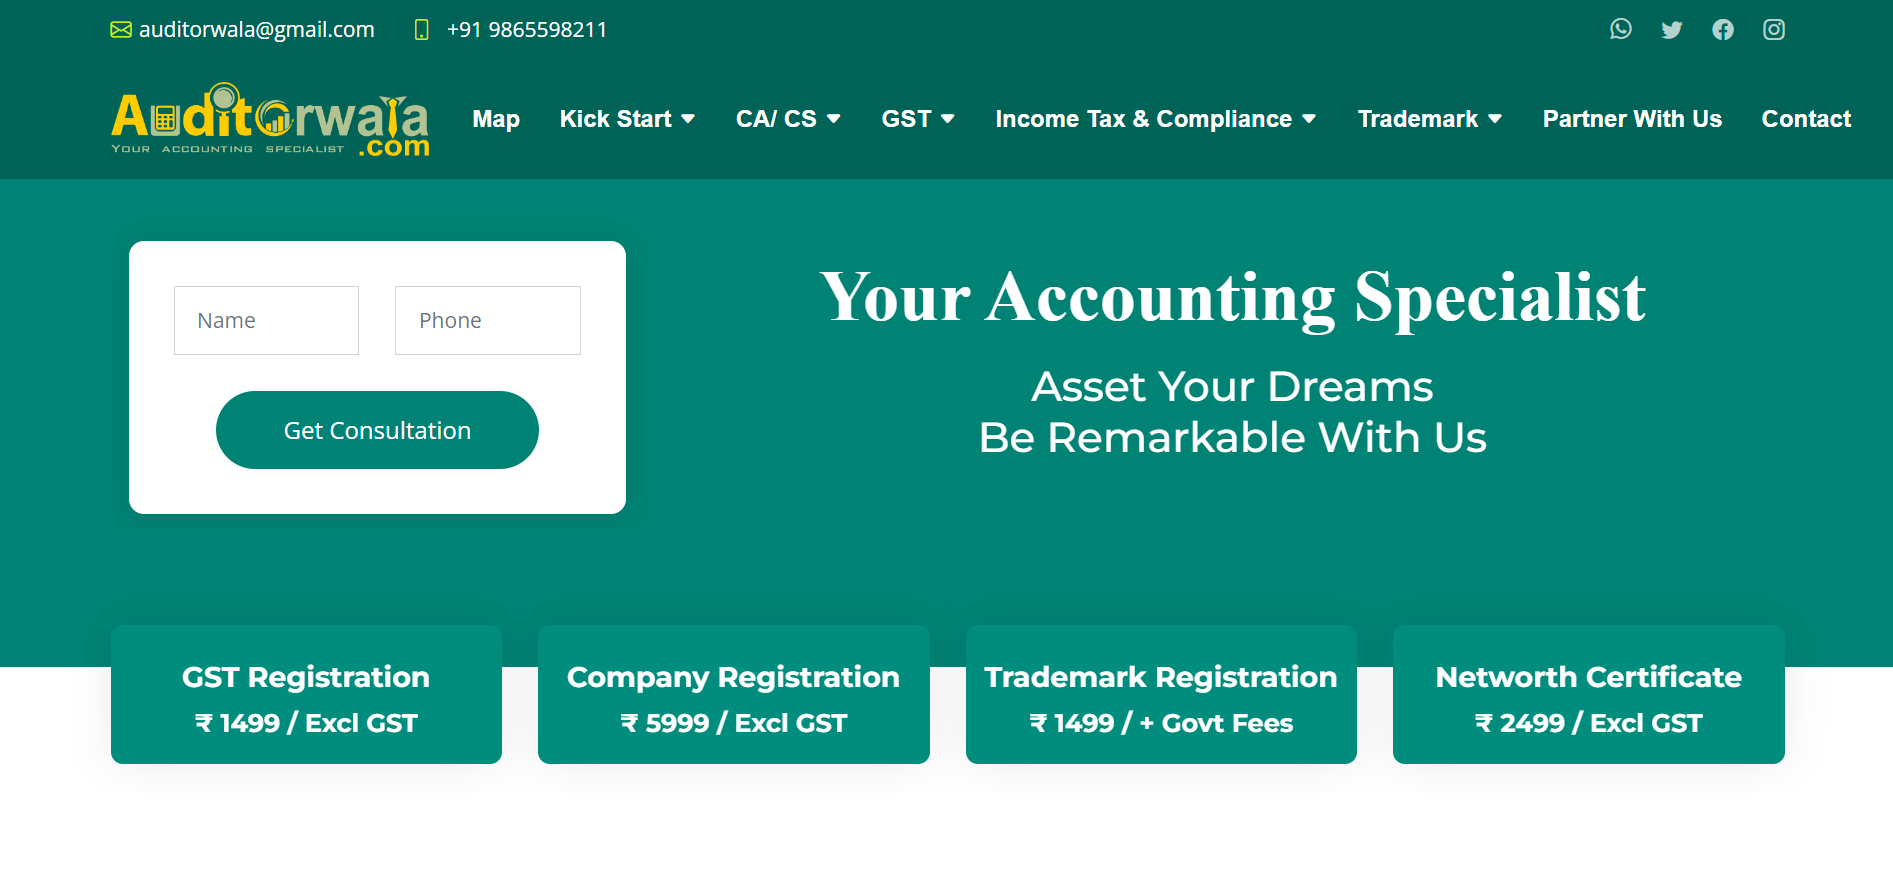 auditorwala@gmail.com +91 9865598211
Auditorwala
YOUR ACCOUNTING SPECIALIST .com
Map Kick Start CA/ CS GST Income Tax & Compliance Trademark Partner With Us Contact
Name Phone
Get Consultation
Your Accounting Specialist
Asset Your Dreams
Be Remarkable With Us
GST Registration
₹ 1499 / Excl GST
Company Registration
₹ 5999 / Excl GST
Trademark Registration
₹ 1499 / + Govt Fees
Networth Certificate
₹ 2499 / Excl GST